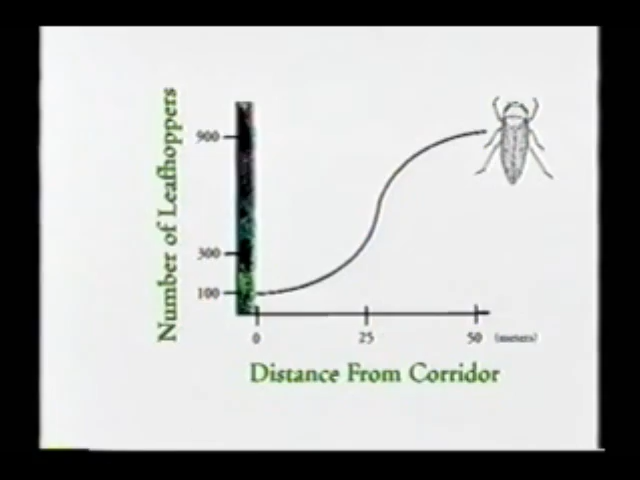 Number of Leafhoppers
900
300
100
0
25
50
(meters)
Distance From Corridor